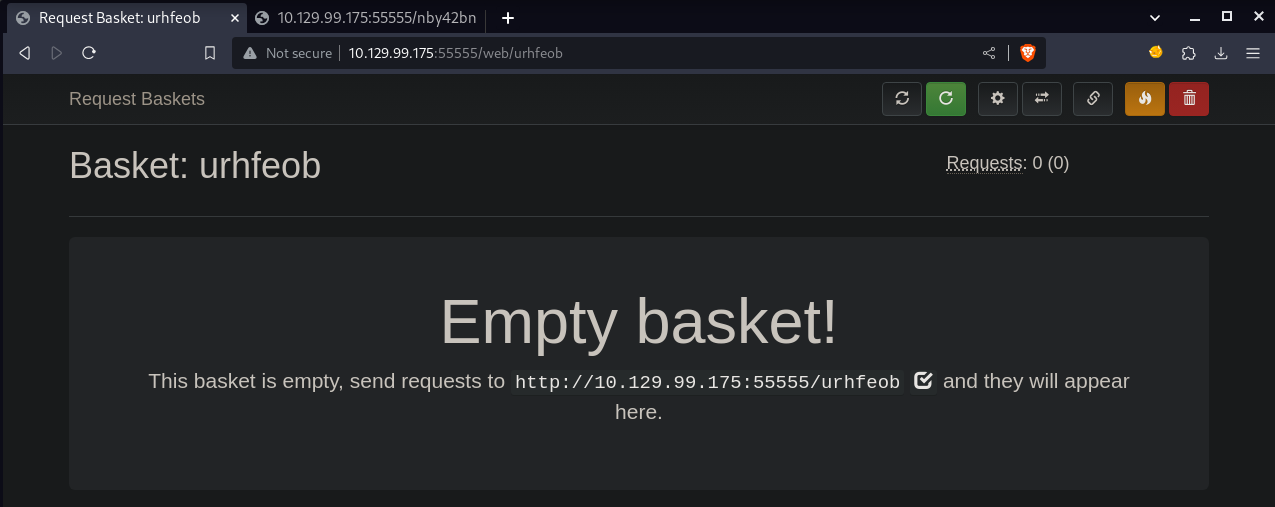 Request Basket: urhfeob
10.129.99.175:55555/nby42bn
Not secure 10.129.99.175:55555/web/urhfeob
Request Baskets
Basket: urhfeob
Requests: 0 (0)
Empty basket!
This basket is empty, send requests to http://10.129.99.175:55555/urhfeob and they will appear
here.